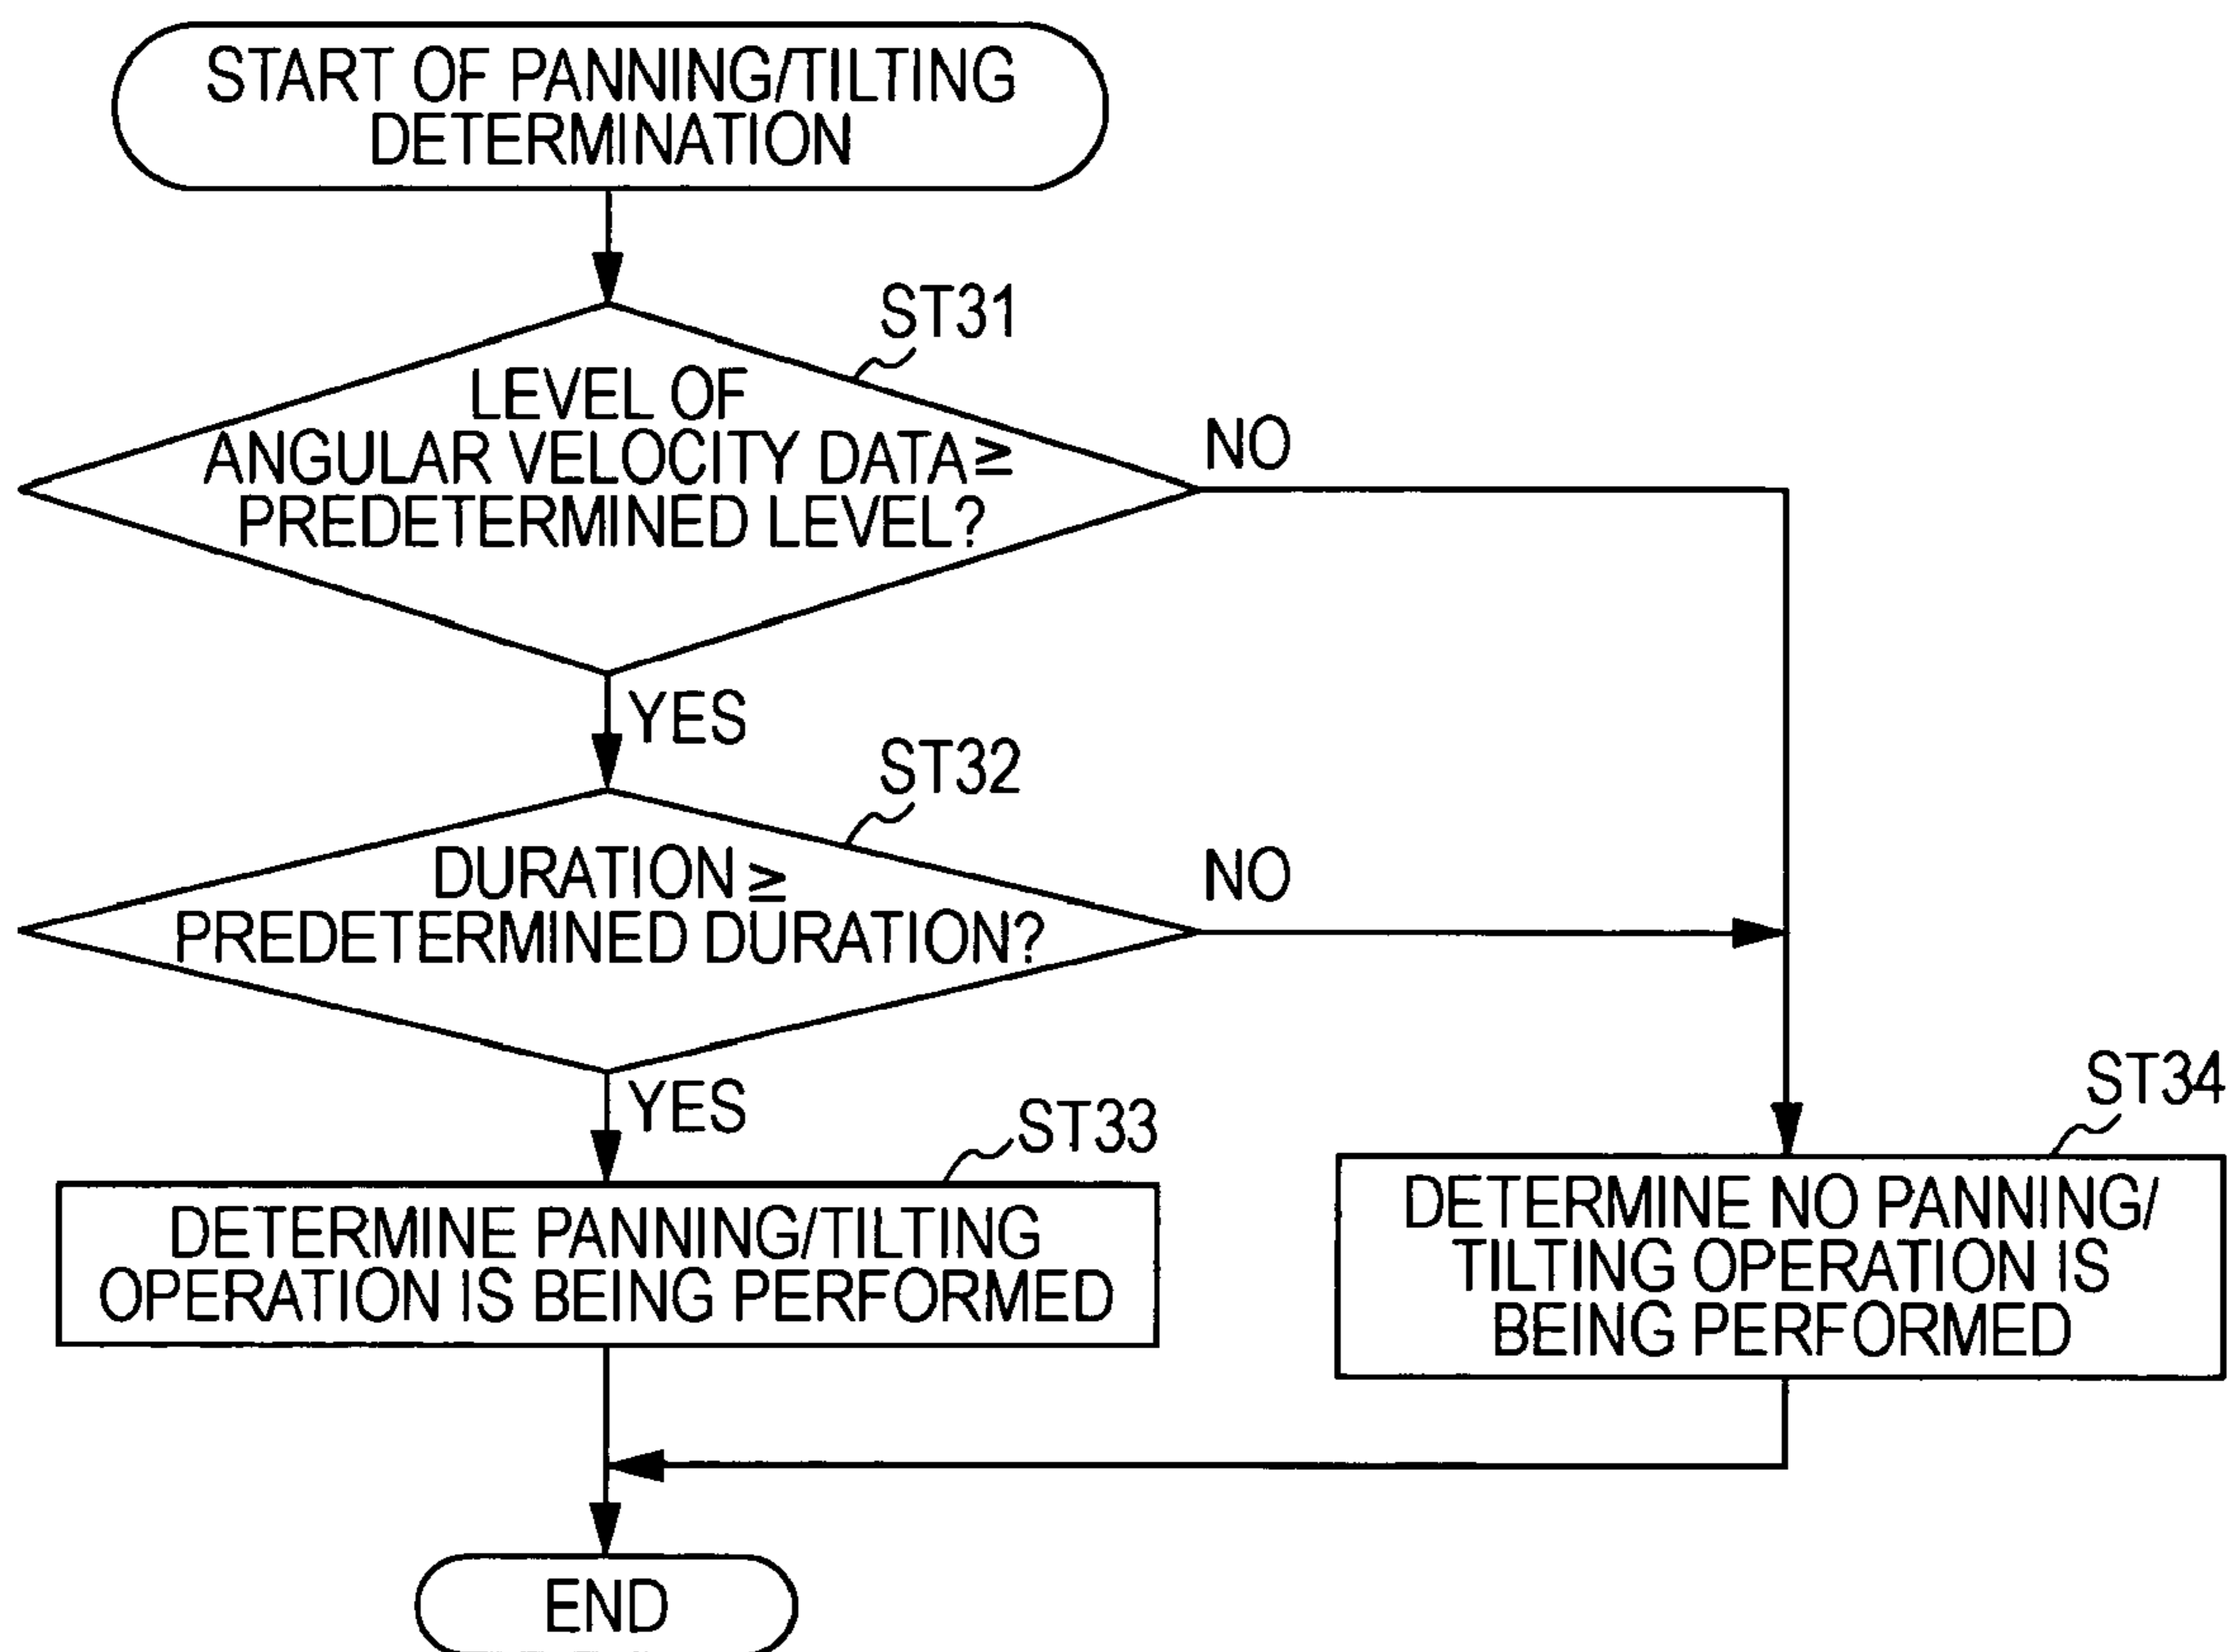 START OF PANNING/TILTING
DETERMINATION
ST31
LEVEL OF
ANGULAR VELOCITY DATA ≥
PREDETERMINED LEVEL?
NO
YES
ST32
DURATION ≥
PREDETERMINED DURATION?
NO
YES
ST33
DETERMINE PANNING/TILTING
OPERATION IS BEING PERFORMED
ST34
DETERMINE NO PANNING/
TILTING OPERATION IS
BEING PERFORMED
END